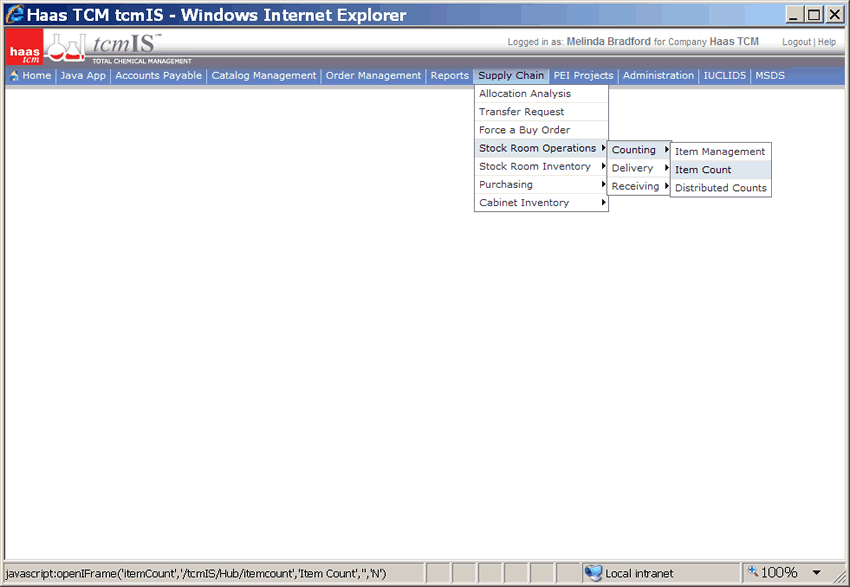 Haas TCM tcmIS - Windows Internet Explorer
haas tcm
tcmIS™
TOTAL CHEMICAL MANAGEMENT
Logged in as: Melinda Bradford for Company Haas TCM Logout | Help
Home | Java App | Accounts Payable | Catalog Management | Order Management | Reports | Supply Chain | PEI Projects | Administration | IUCLID5 | MSDS
Allocation Analysis
Transfer Request
Force a Buy Order
Stock Room Operations
Stock Room Inventory
Purchasing
Cabinet Inventory
Counting
Delivery
Receiving
Item Management
Item Count
Distributed Counts
javascript:openIFrame('itemCount','/tcmIS/Hub/itemcount','Item Count','','N') Local intranet 100%